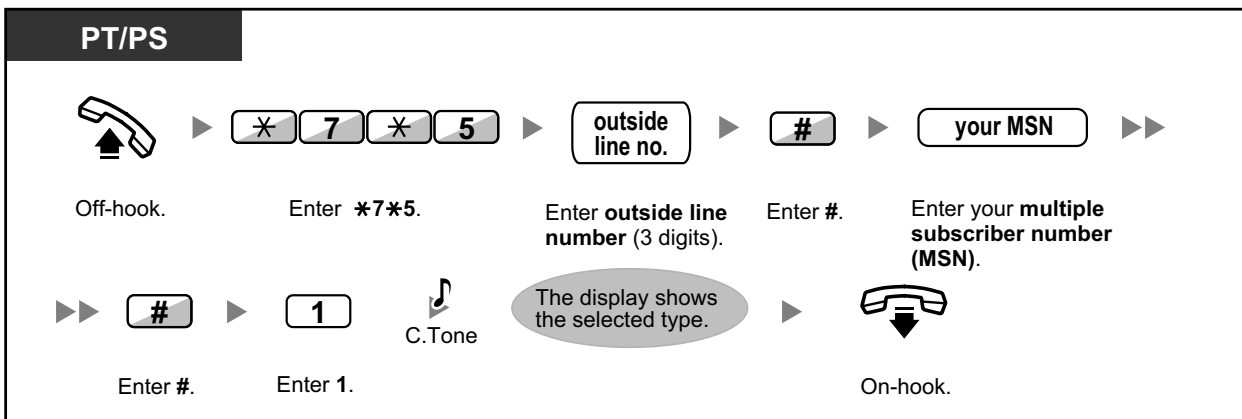 PT/PS
✳ 7 ✳ 5
outside
line no.
#
your MSN
Off-hook.
Enter ✳7✳5.
Enter outside line
number (3 digits).
Enter #.
Enter your multiple
subscriber number
(MSN).
#
1
C.Tone
The display shows
the selected type.
Enter #.
Enter 1.
On-hook.